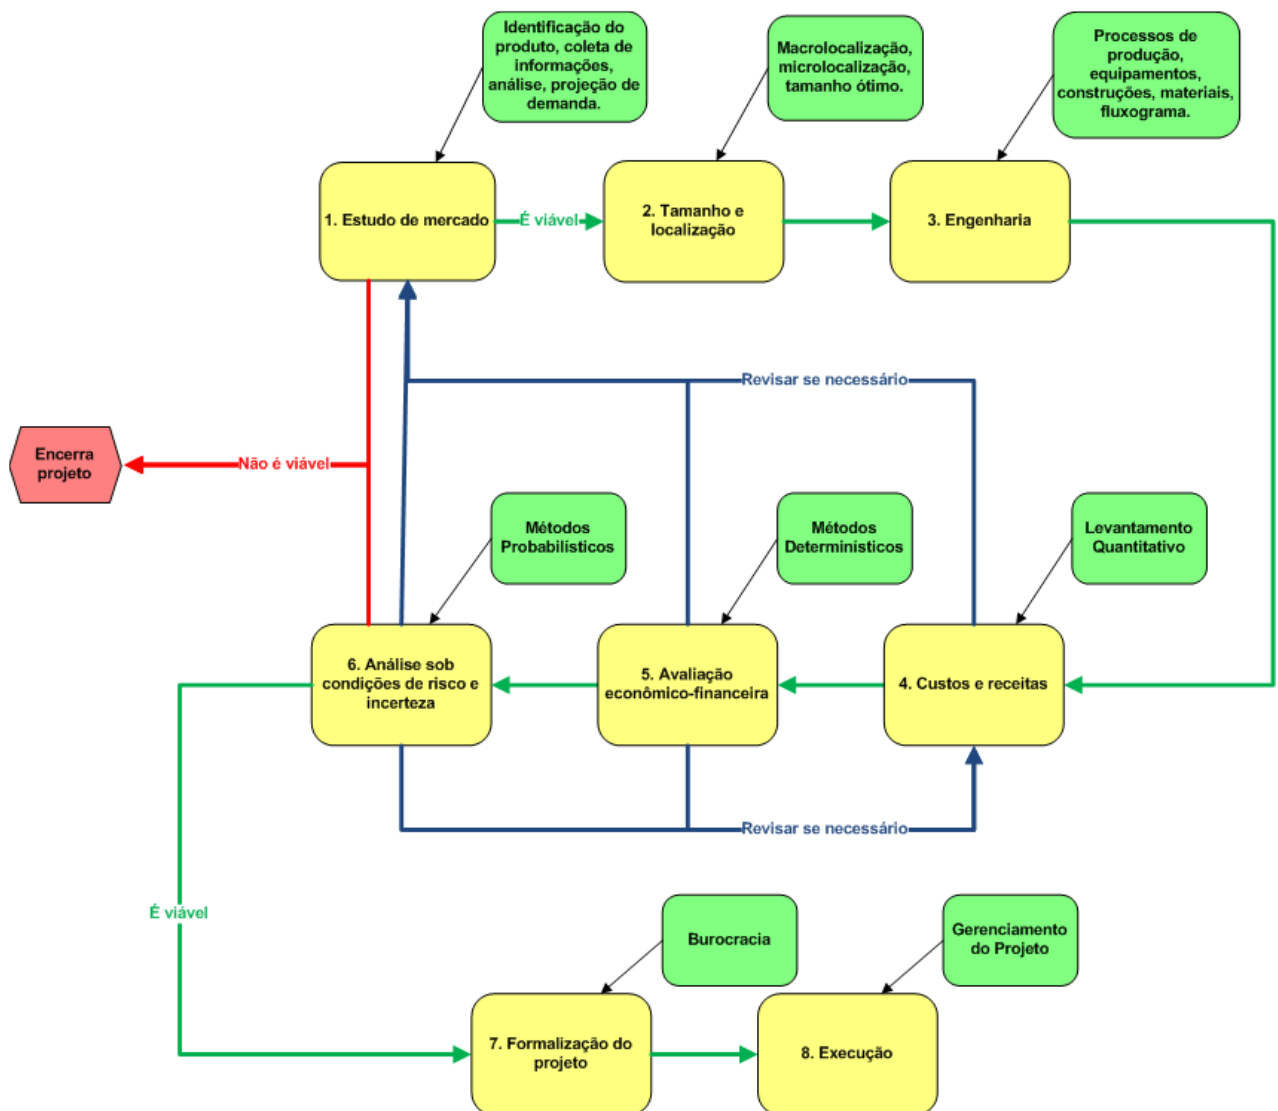 Identificação do
produto, coleta de
informações,
análise, projeção de
demanda.
Macrolocalização,
microlocalização,
tamanho ótimo.
Processos de
produção,
equipamentos,
construções, materiais,
fluxograma.
1. Estudo de mercado
É viável
2. Tamanho e
localização
3. Engenharia
Revisar se necessário
Encerra
projeto
Não é viável
Métodos
Probabilísticos
Métodos
Determinísticos
Levantamento
Quantitativo
6. Análise sob
condições de risco e
incerteza
5. Avaliação
econômico-financeira
4. Custos e receitas
Revisar se necessário
É viável
Burocracia
Gerenciamento
do Projeto
7. Formalização do
projeto
8. Execução